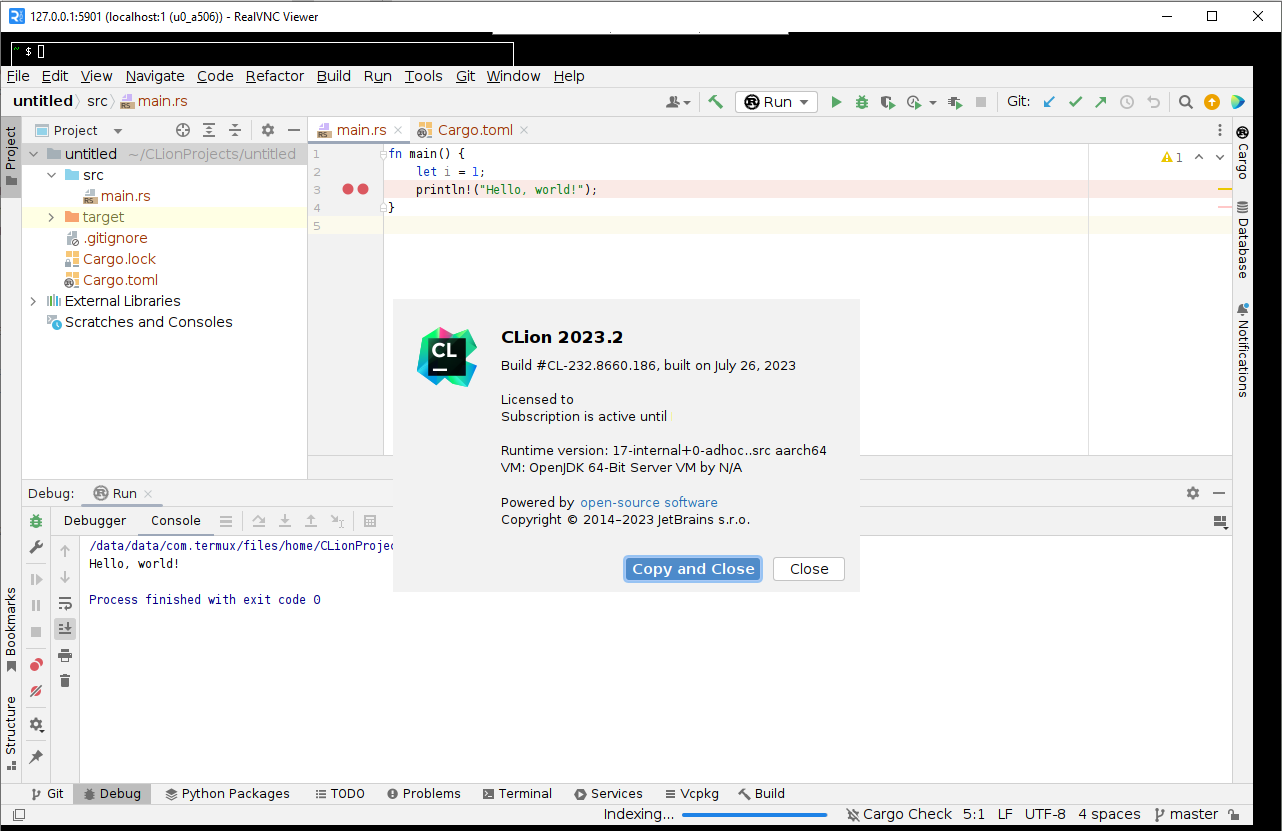 127.0.0.1:5901 (localhost:1 (u0_a506)) - RealVNC Viewer
~ $
File Edit View Navigate Code Refactor Build Run Tools Git Window Help
untitled src main.rs Run Git:
Project main.rs Cargo.toml
Project
untitled ~/CLionProjects/untitled
src
main.rs
target
.gitignore
Cargo.lock
Cargo.toml
External Libraries
Scratches and Consoles
1 fn main() {
2 let i = 1;
3 println!("Hello, world!");
4 }
5
1
Cargo
Database
Notifications
CL
CLion 2023.2
Build #CL-232.8660.186, built on July 26, 2023
Licensed to
Subscription is active until
Runtime version: 17-internal+0-adhoc..src aarch64
VM: OpenJDK 64-Bit Server VM by N/A
Powered by open-source software
Copyright © 2014–2023 JetBrains s.r.o.
Copy and Close Close
Debug: Run
Debugger Console
/data/data/com.termux/files/home/CLionProjec
Hello, world!
Process finished with exit code 0
Bookmarks
Structure
Git Debug Python Packages TODO Problems Terminal Services Vcpkg Build
Indexing... Cargo Check 5:1 LF UTF-8 4 spaces master